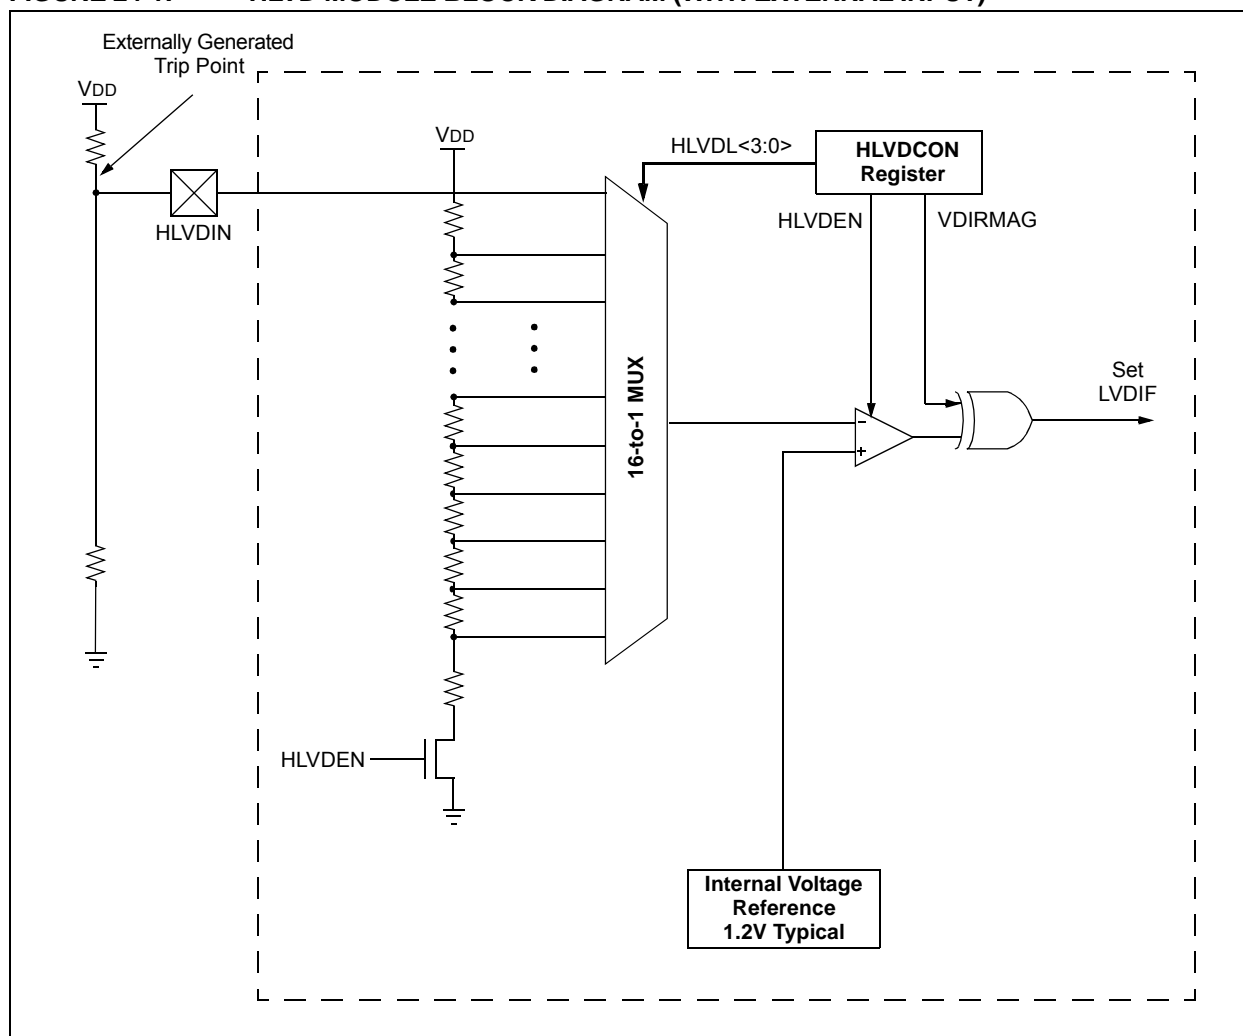 Externally Generated
Trip Point
VDD
VDD
HLVDL<3:0>
HLVDCON
Register
HLVDIN
HLVDEN
VDIRMAG
16-to-1 MUX
Set
LVDIF
–
+
HLVDEN
Internal Voltage
Reference
1.2V Typical